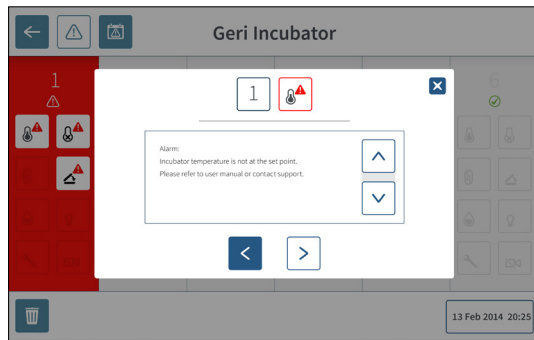 Geri Incubator
1
6
1
Alarm:
Incubator temperature is not at the set point.
Please refer to user manual or contact support.
13 Feb 2014 20:25